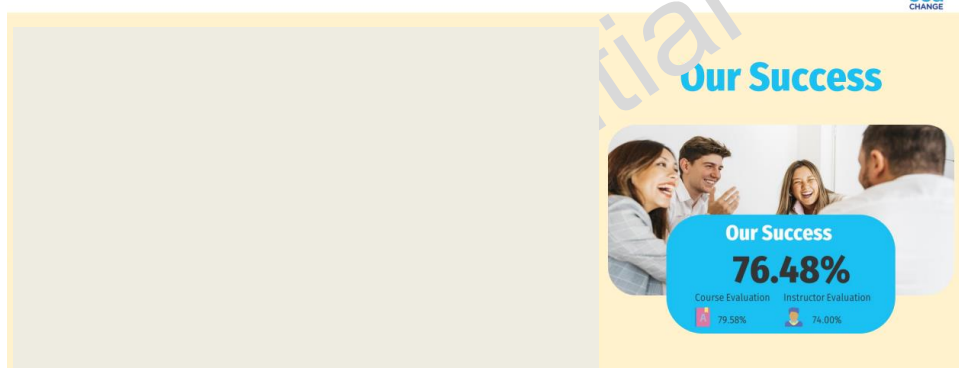 CHANGE
Our Success
Our Success
76.48%
Course Evaluation Instructor Evaluation
79.58% 74.00%